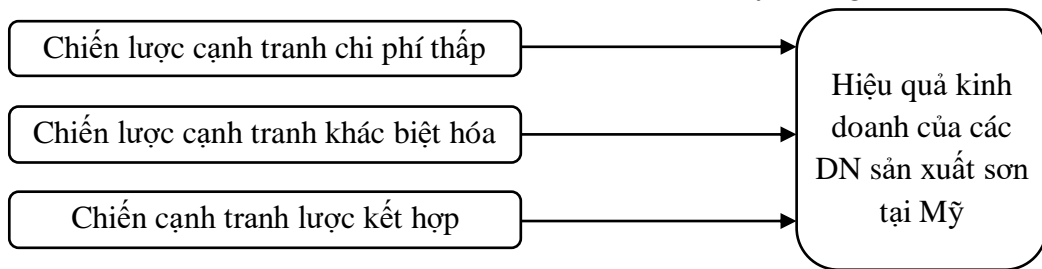 Chiến lược cạnh tranh chi phí thấp
Chiến lược cạnh tranh khác biệt hóa
Chiến cạnh tranh lược kết hợp
Hiệu quả kinh
doanh của các
DN sản xuất sơn
tại Mỹ